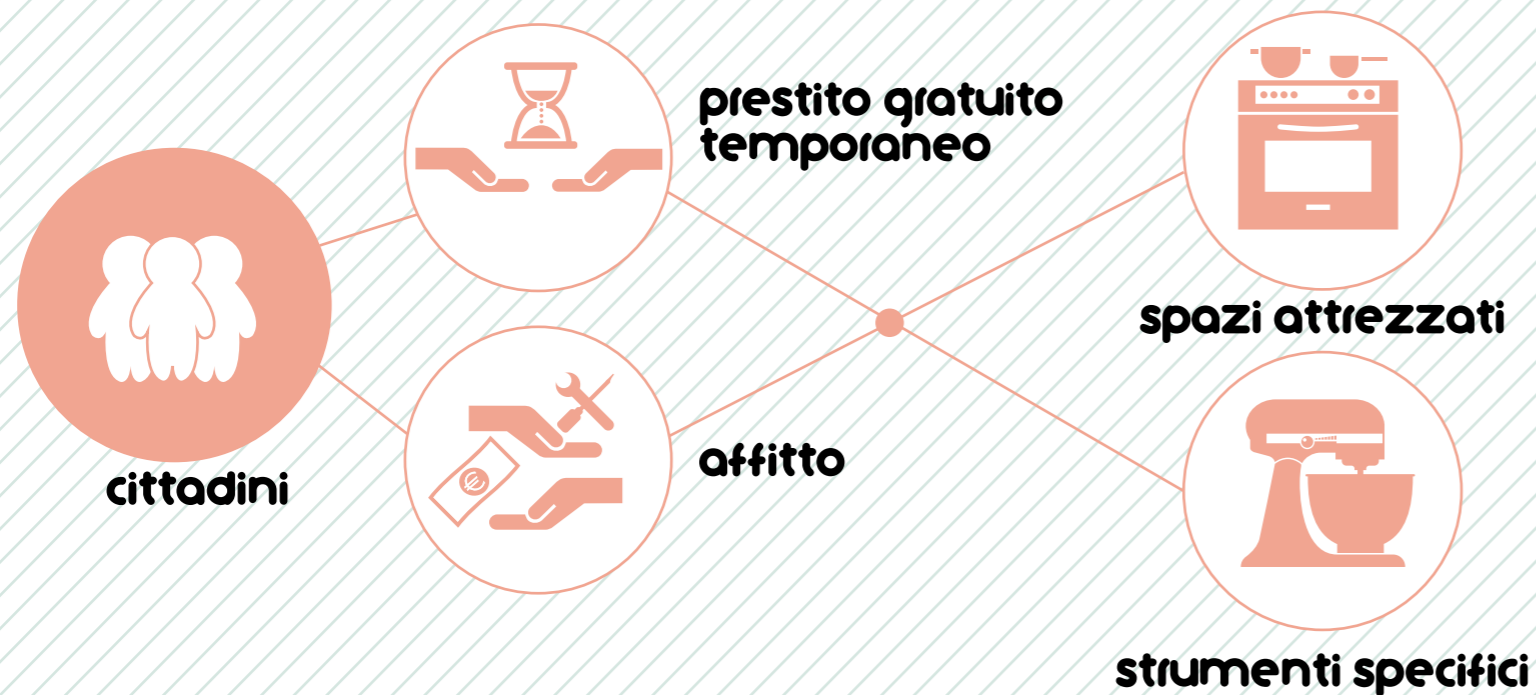 prestito gratuito
temporaneo
spazi attrezzati
cittadini
affitto
strumenti specifici